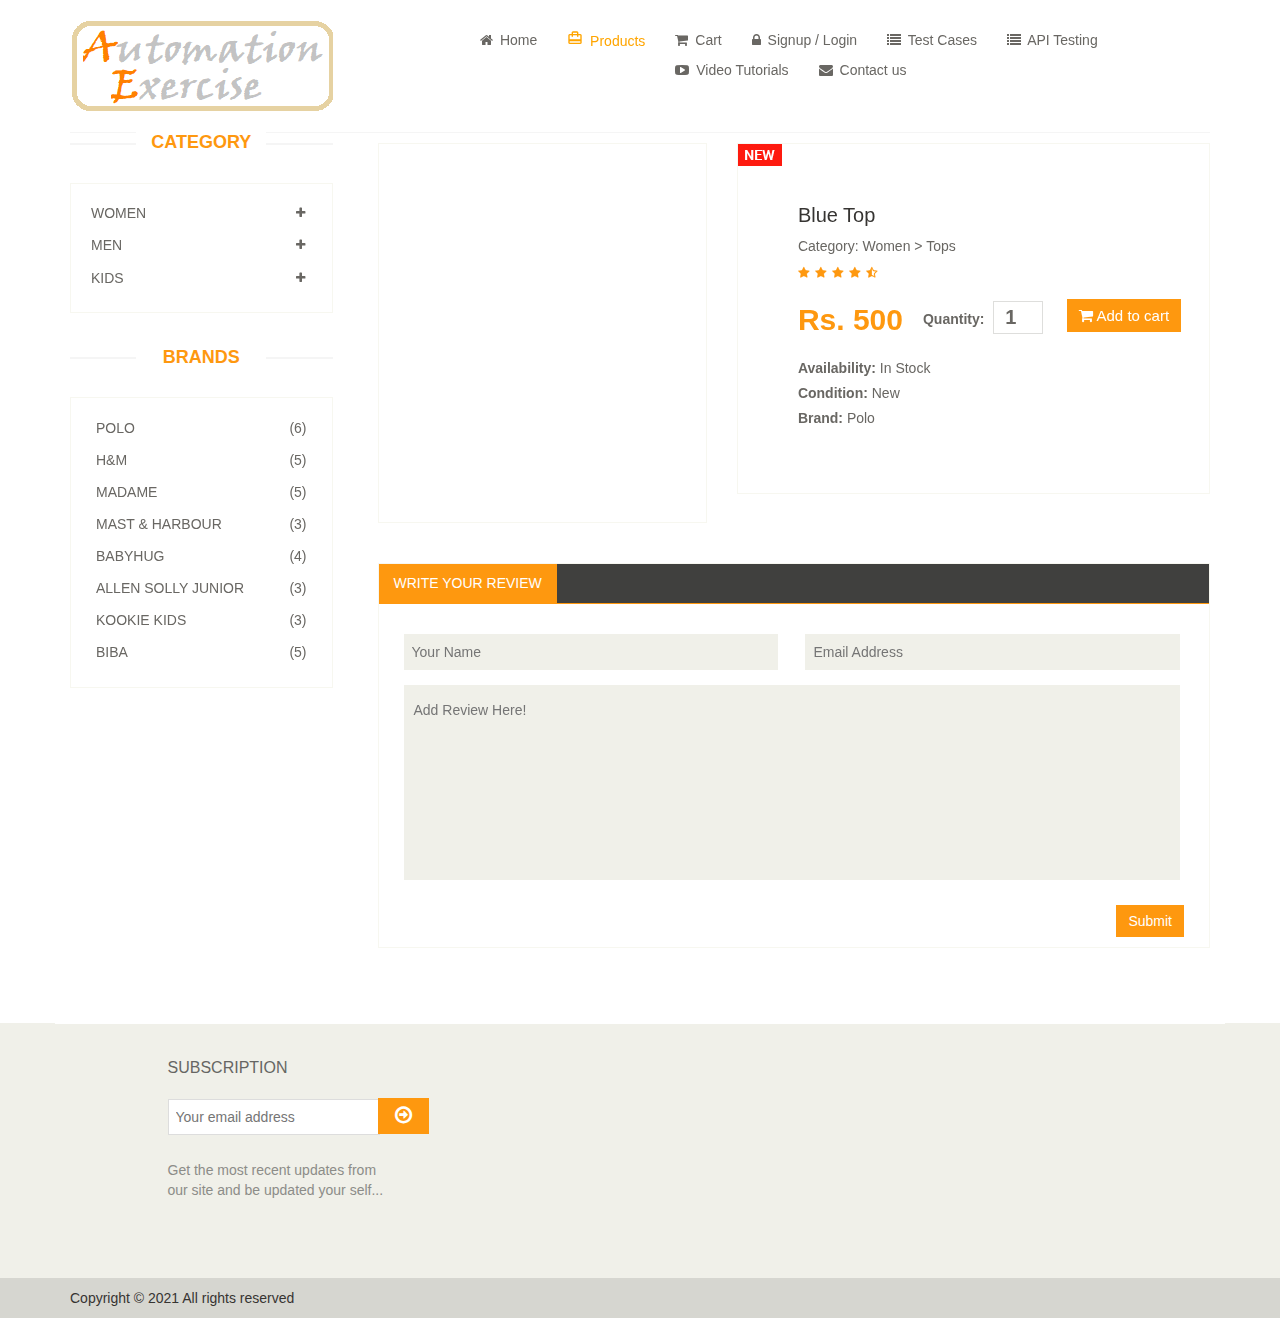 Automation
Exercise
Home
Products
Cart
Signup / Login
Test Cases
API Testing
Video Tutorials
Contact us
CATEGORY
WOMEN
MEN
KIDS
BRANDS
POLO (6)
H&M (5)
MADAME (5)
MAST & HARBOUR (3)
BABYHUG (4)
ALLEN SOLLY JUNIOR (3)
KOOKIE KIDS (3)
BIBA (5)
NEW
Blue Top
Category: Women > Tops
Rs. 500 Quantity: 1 Add to cart
Availability: In Stock
Condition: New
Brand: Polo
WRITE YOUR REVIEW
Your Name
Email Address
Add Review Here!
Submit
SUBSCRIPTION
Your email address
Get the most recent updates from
our site and be updated your self...
Copyright © 2021 All rights reserved